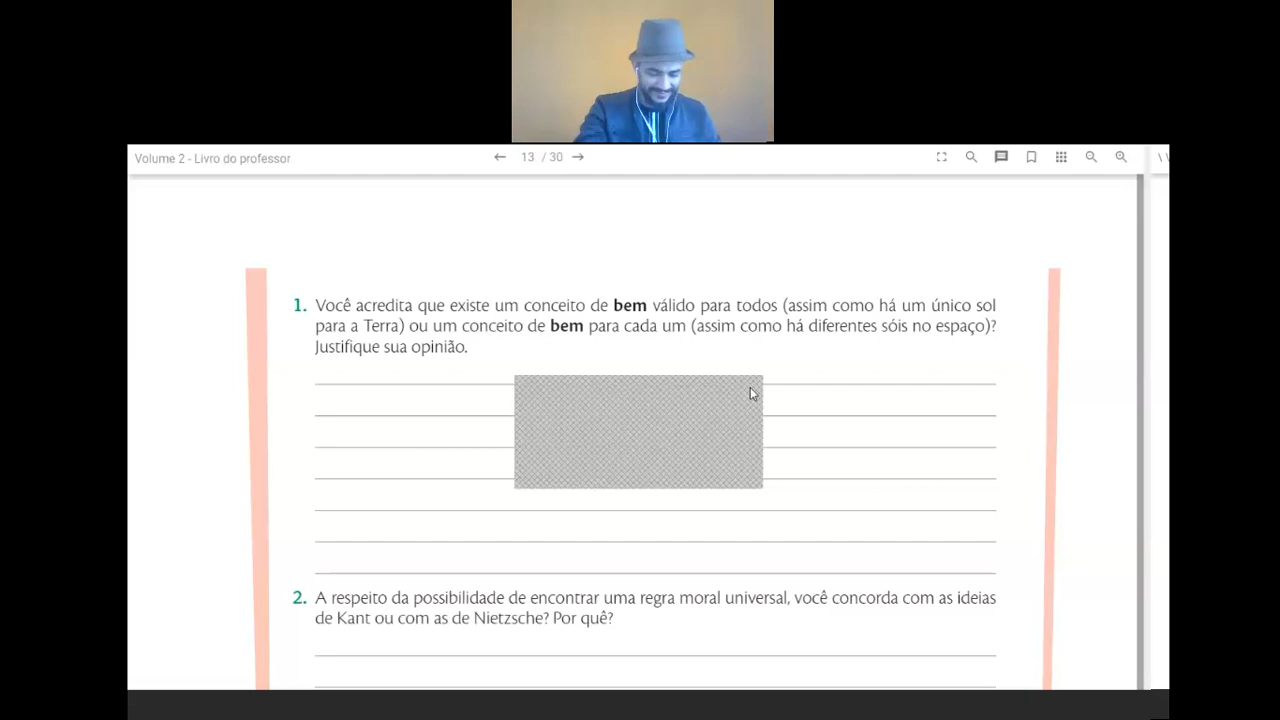 Volume 2 - Livro do professor
13 / 30
1. Você acredita que existe um conceito de bem válido para todos (assim como há um único sol
para a Terra) ou um conceito de bem para cada um (assim como há diferentes sóis no espaço)?
Justifique sua opinião.
2. A respeito da possibilidade de encontrar uma regra moral universal, você concorda com as ideias
de Kant ou com as de Nietzsche? Por quê?